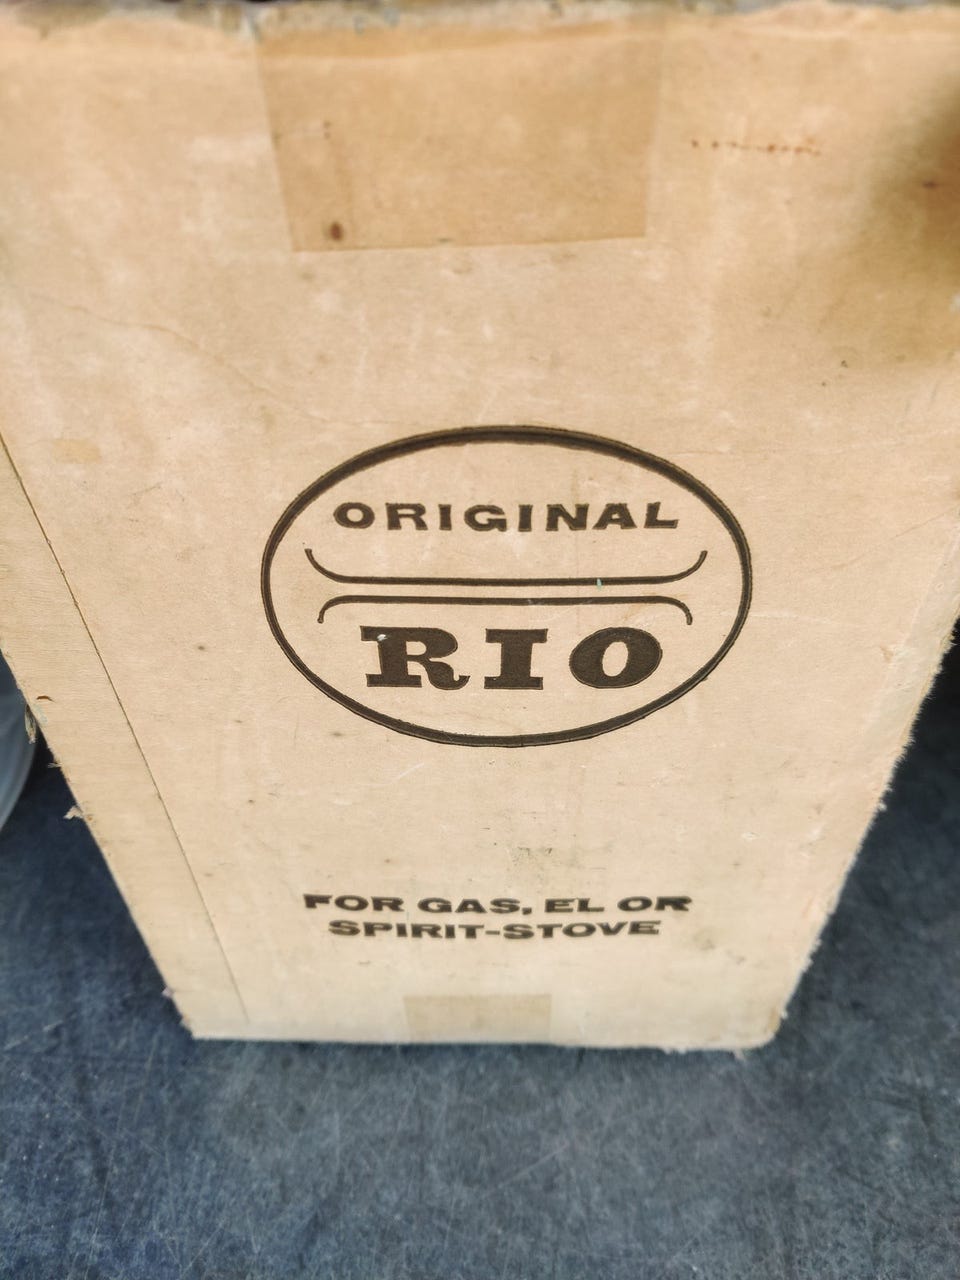 ORIGINAL
RIO
FOR GAS, EL OR
SPIRIT-STOVE